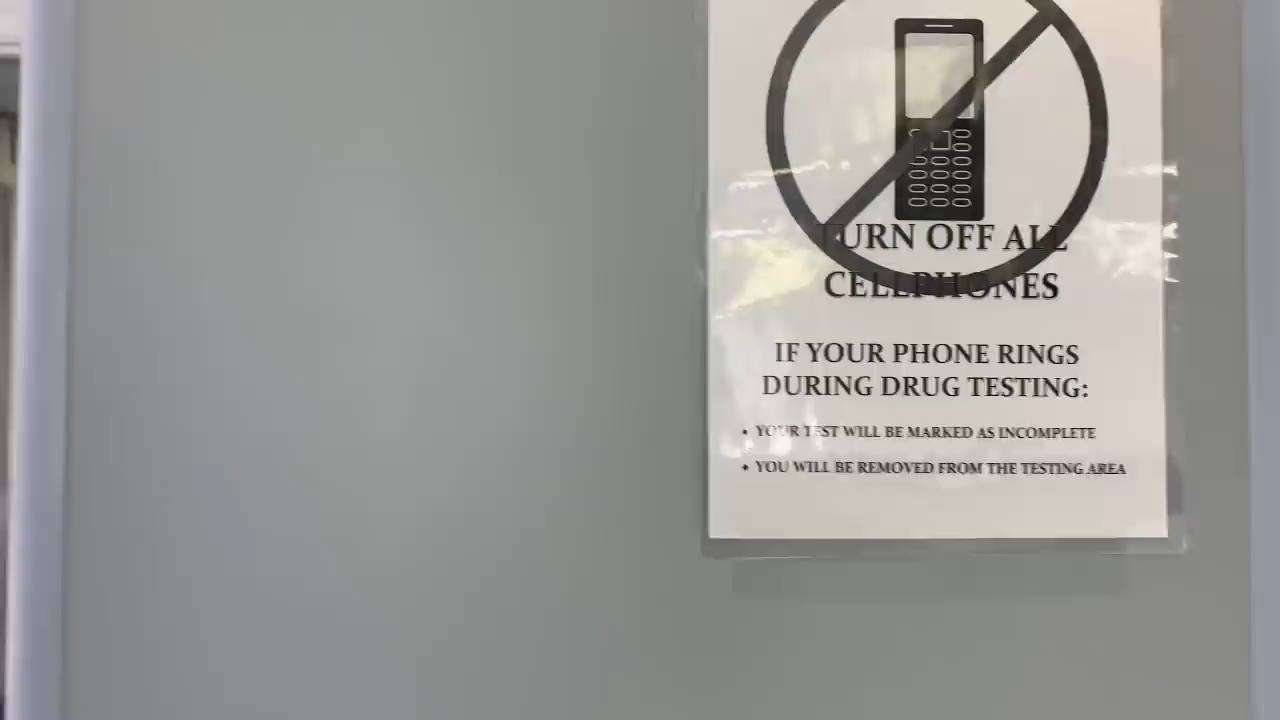 TURN OFF ALL
CELLPHONES
IF YOUR PHONE RINGS
DURING DRUG TESTING:
• YOUR TEST WILL BE MARKED AS INCOMPLETE
• YOU WILL BE REMOVED FROM THE TESTING AREA